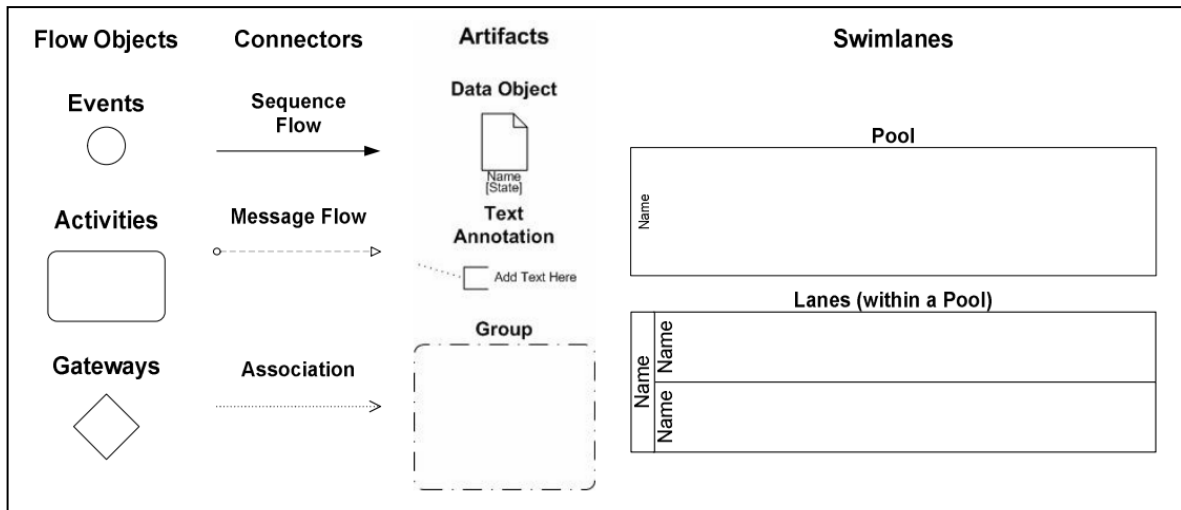 Flow Objects
Events
Activities
Gateways
Connectors
Sequence
Flow
Message Flow
Association
Artifacts
Data Object
Name
[State]
Text
Annotation
Add Text Here
Group
Swimlanes
Pool
Name
Lanes (within a Pool)
Name
Name
Name